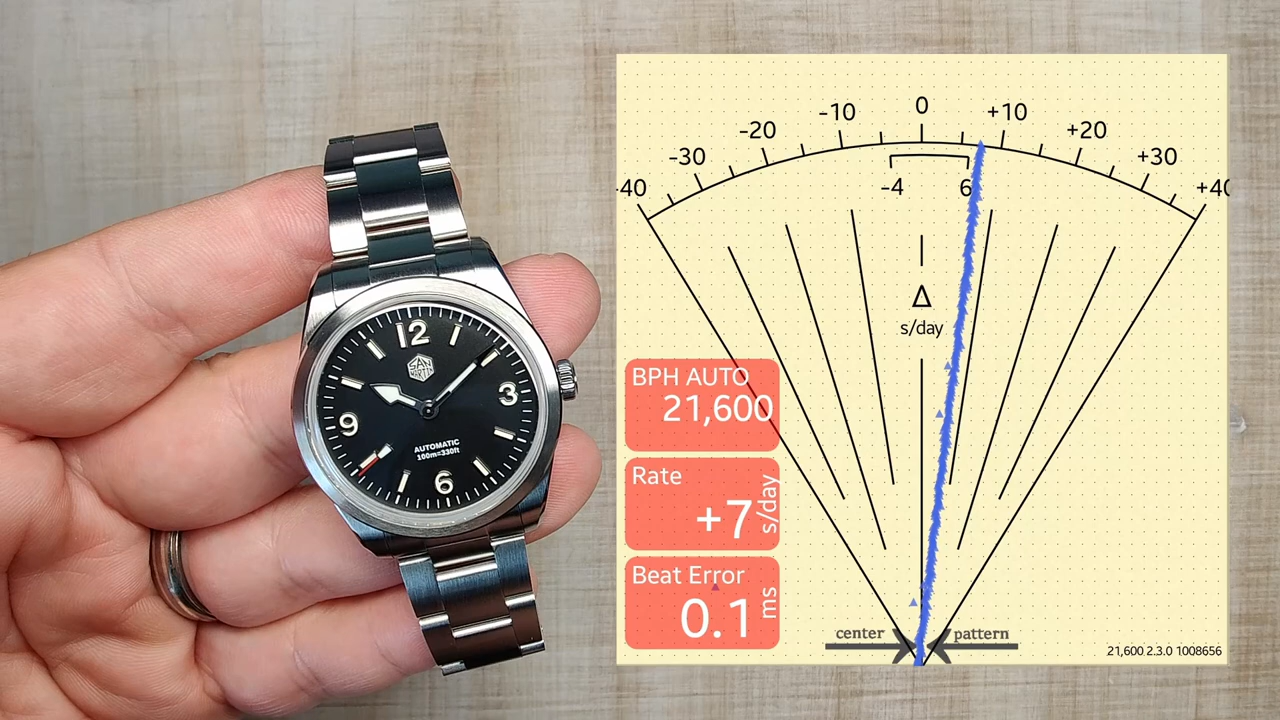 12
SAN
MARTIN
3
9
AUTOMATIC
100m=330ft
6
-40
-30
-20
-10
0
+10
+20
+30
+40
-4
6
Δ
s/day
BPH AUTO
21,600
Rate
+7 s/day
Beat Error
0.1 ms
center
pattern
21,600 2.3.0 1008656